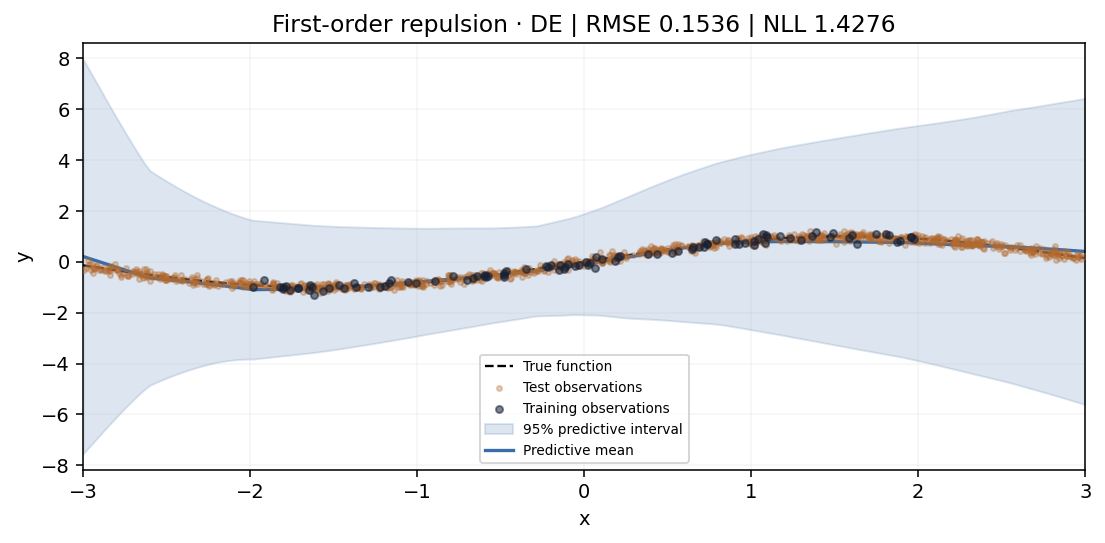 First-order repulsion · DE | RMSE 0.1536 | NLL 1.4276
y
8
6
4
2
0
−2
−4
−6
−8
True function
Test observations
Training observations
95% predictive interval
Predictive mean
−3 −2 −1 0 1 2 3
x